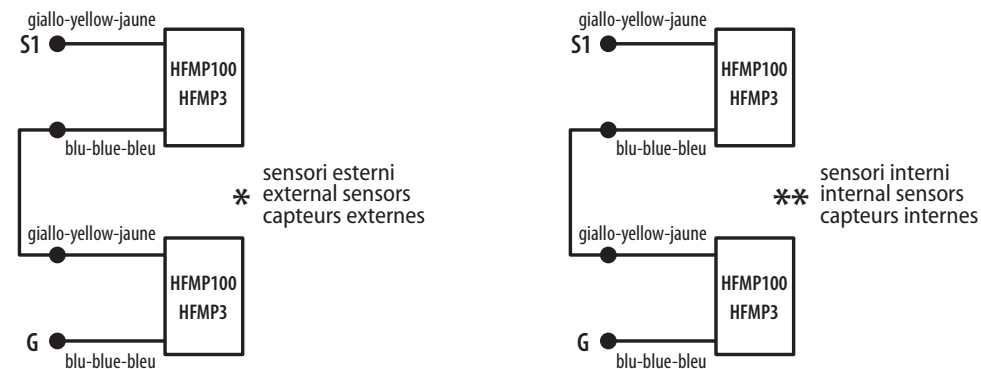 giallo-yellow-jaune
S1
HFMP100
HFMP3
blu-blue-bleu
* sensori esterni
external sensors
capteurs externes
giallo-yellow-jaune
HFMP100
HFMP3
G
blu-blue-bleu
giallo-yellow-jaune
S1
HFMP100
HFMP3
blu-blue-bleu
** sensori interni
internal sensors
capteurs internes
giallo-yellow-jaune
HFMP100
HFMP3
G
blu-blue-bleu